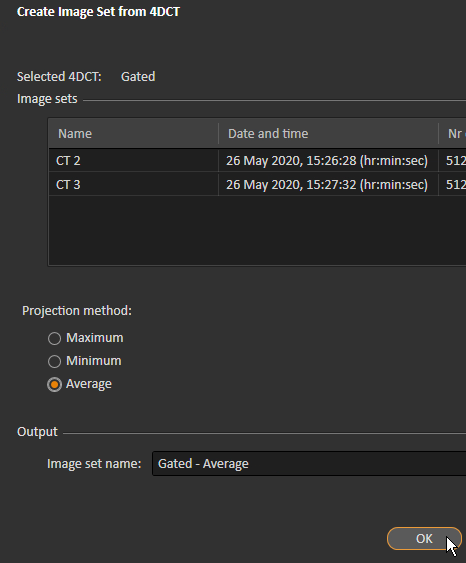 Create Image Set from 4DCT
Selected 4DCT: Gated
Image sets
Name Date and time Nr
CT 2 26 May 2020, 15:26:28 (hr:min:sec) 512
CT 3 26 May 2020, 15:27:32 (hr:min:sec) 512
Projection method:
Maximum
Minimum
Average
Output
Image set name: Gated - Average
OK